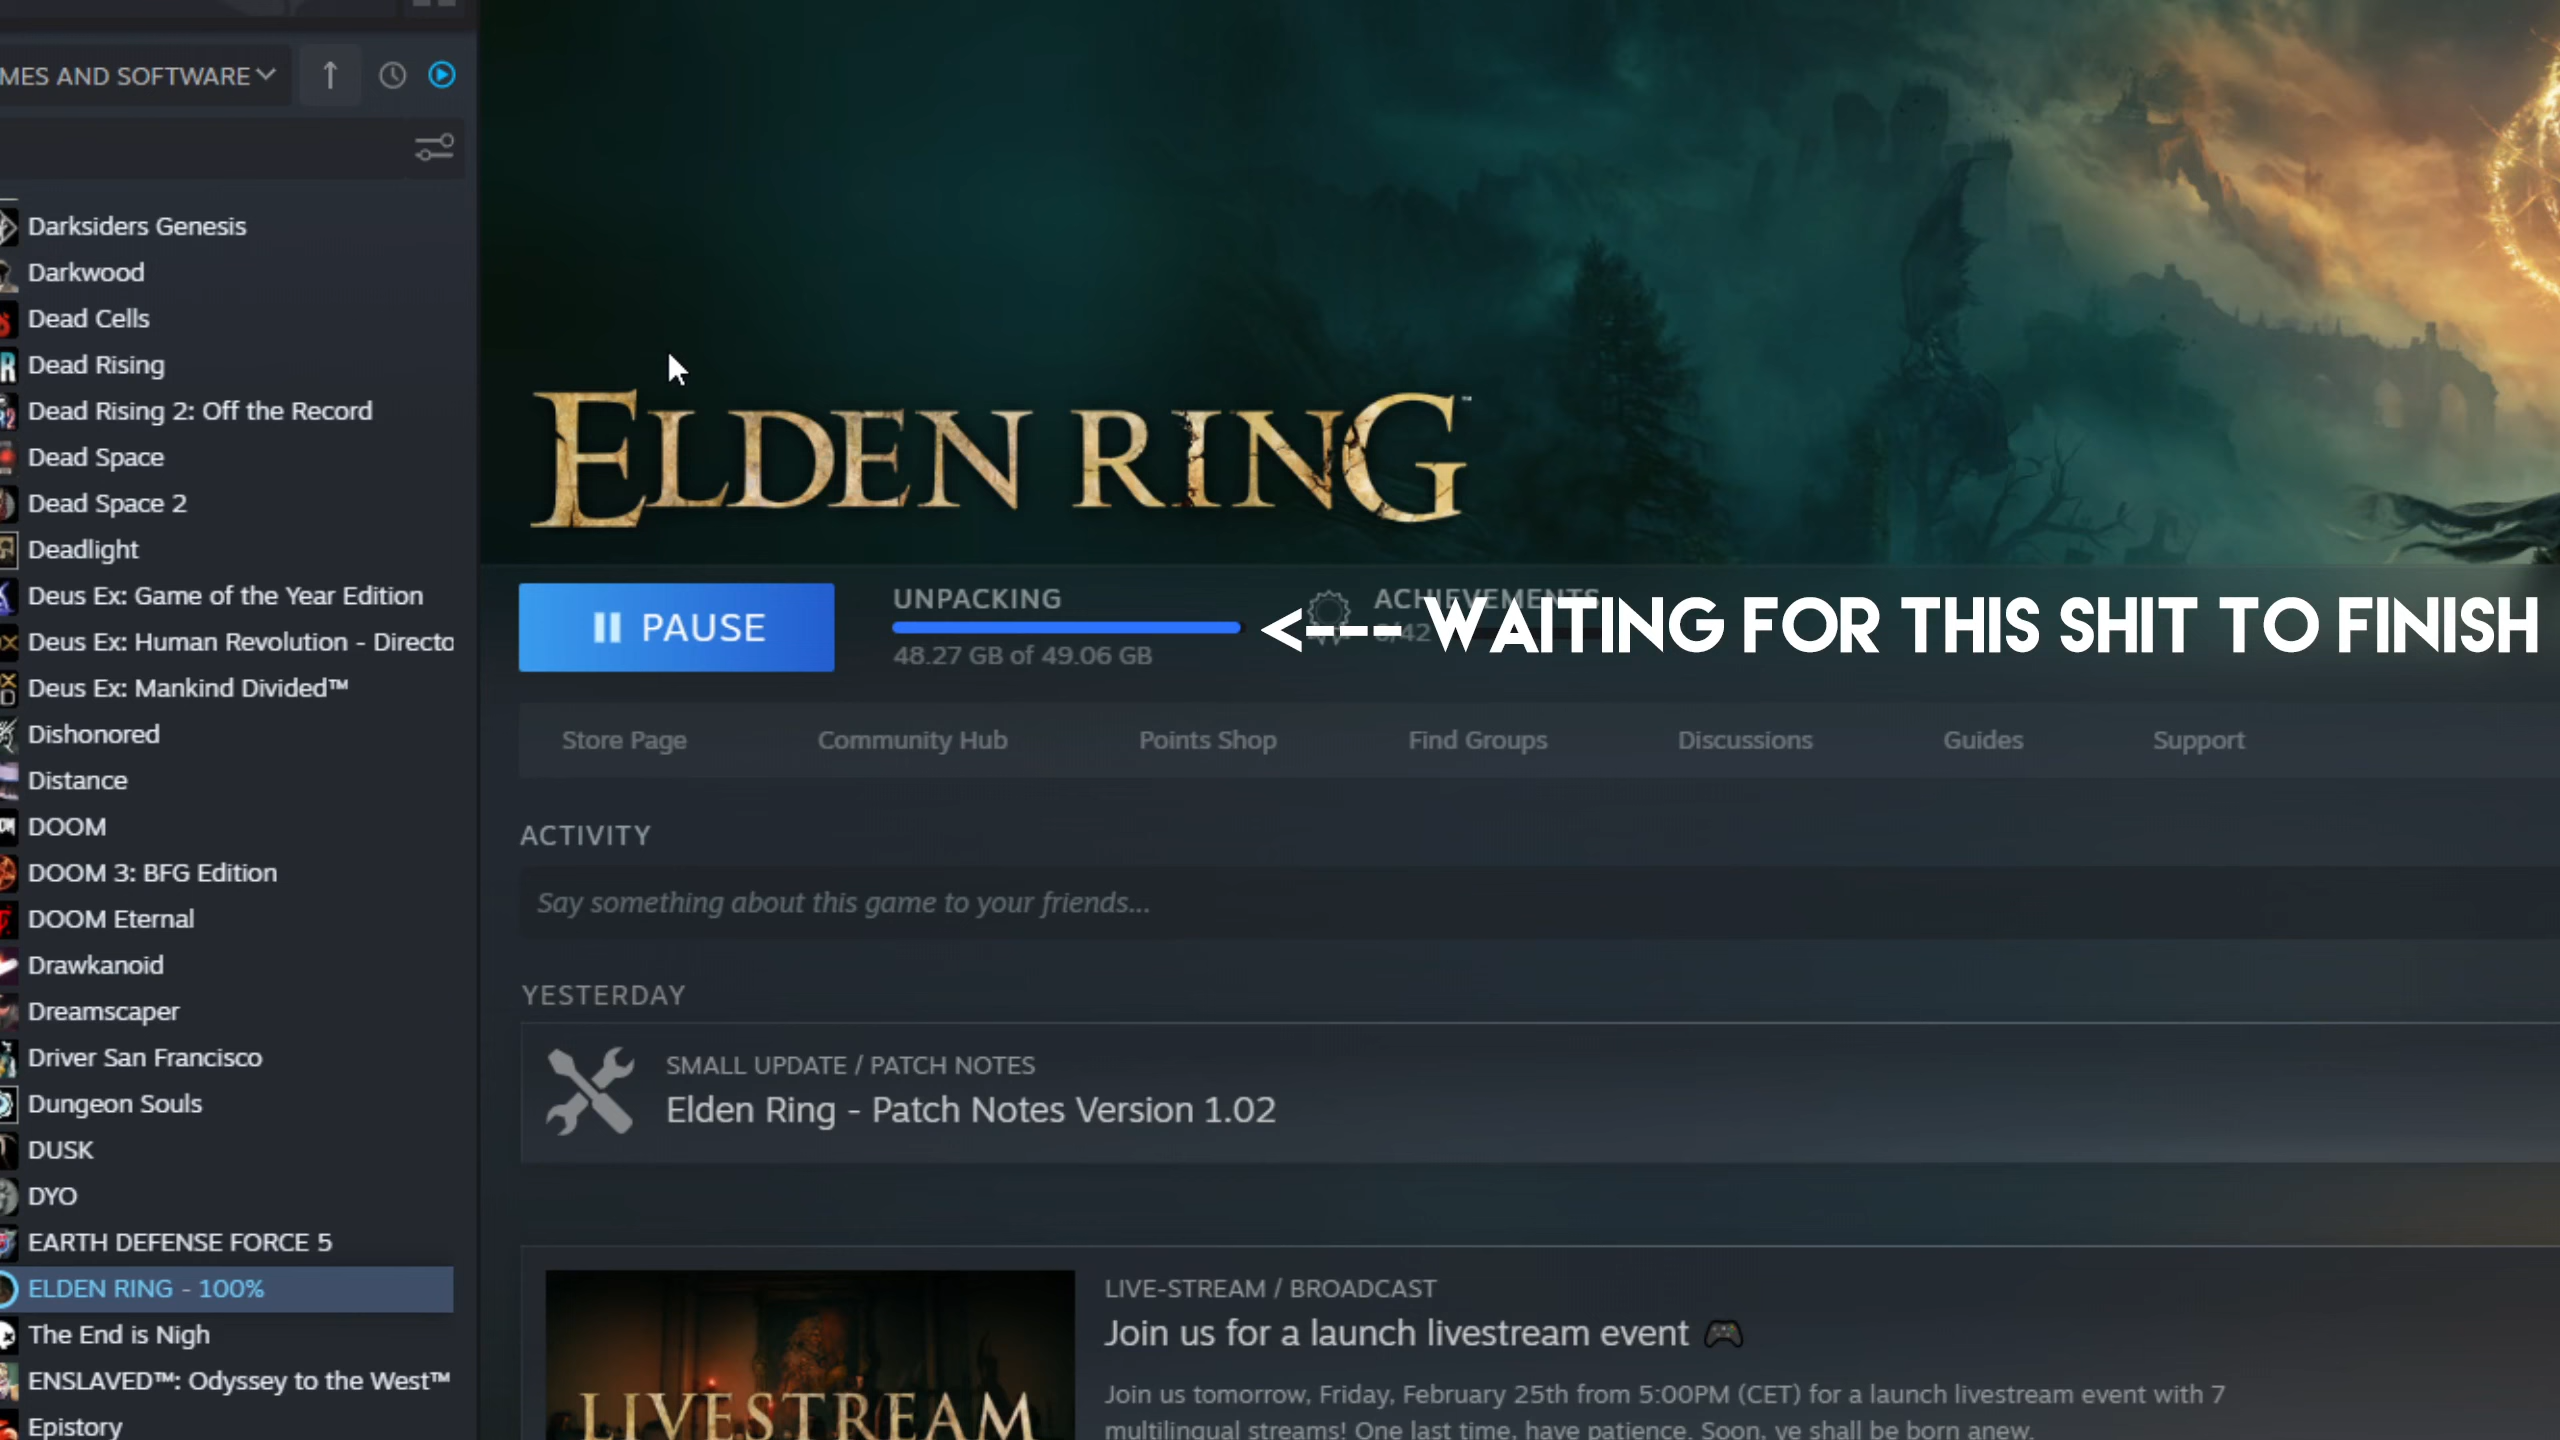 MES AND SOFTWARE
Darksiders Genesis
Darkwood
Dead Cells
Dead Rising
Dead Rising 2: Off the Record
Dead Space
Dead Space 2
Deadlight
Deus Ex: Game of the Year Edition
Deus Ex: Human Revolution - Directo
Deus Ex: Mankind Divided™
Dishonored
Distance
DOOM
DOOM 3: BFG Edition
DOOM Eternal
Drawkanoid
Dreamscaper
Driver San Francisco
Dungeon Souls
DUSK
DYO
EARTH DEFENSE FORCE 5
ELDEN RING - 100%
The End is Nigh
ENSLAVED™: Odyssey to the West™
Epistory
ELDEN RING™
PAUSE
UNPACKING
48.27 GB of 49.06 GB
ACHIEVEMENTS
<--- WAITING FOR THIS SHIT TO FINISH
Store Page Community Hub Points Shop Find Groups Discussions Guides Support
ACTIVITY
Say something about this game to your friends...
YESTERDAY
SMALL UPDATE / PATCH NOTES
Elden Ring - Patch Notes Version 1.02
LIVESTREAM
LIVE-STREAM / BROADCAST
Join us for a launch livestream event 🎮
Join us tomorrow, Friday, February 25th from 5:00PM (CET) for a launch livestream event with 7
multilingual streams! One last time, have patience. Soon, ye shall be born anew.